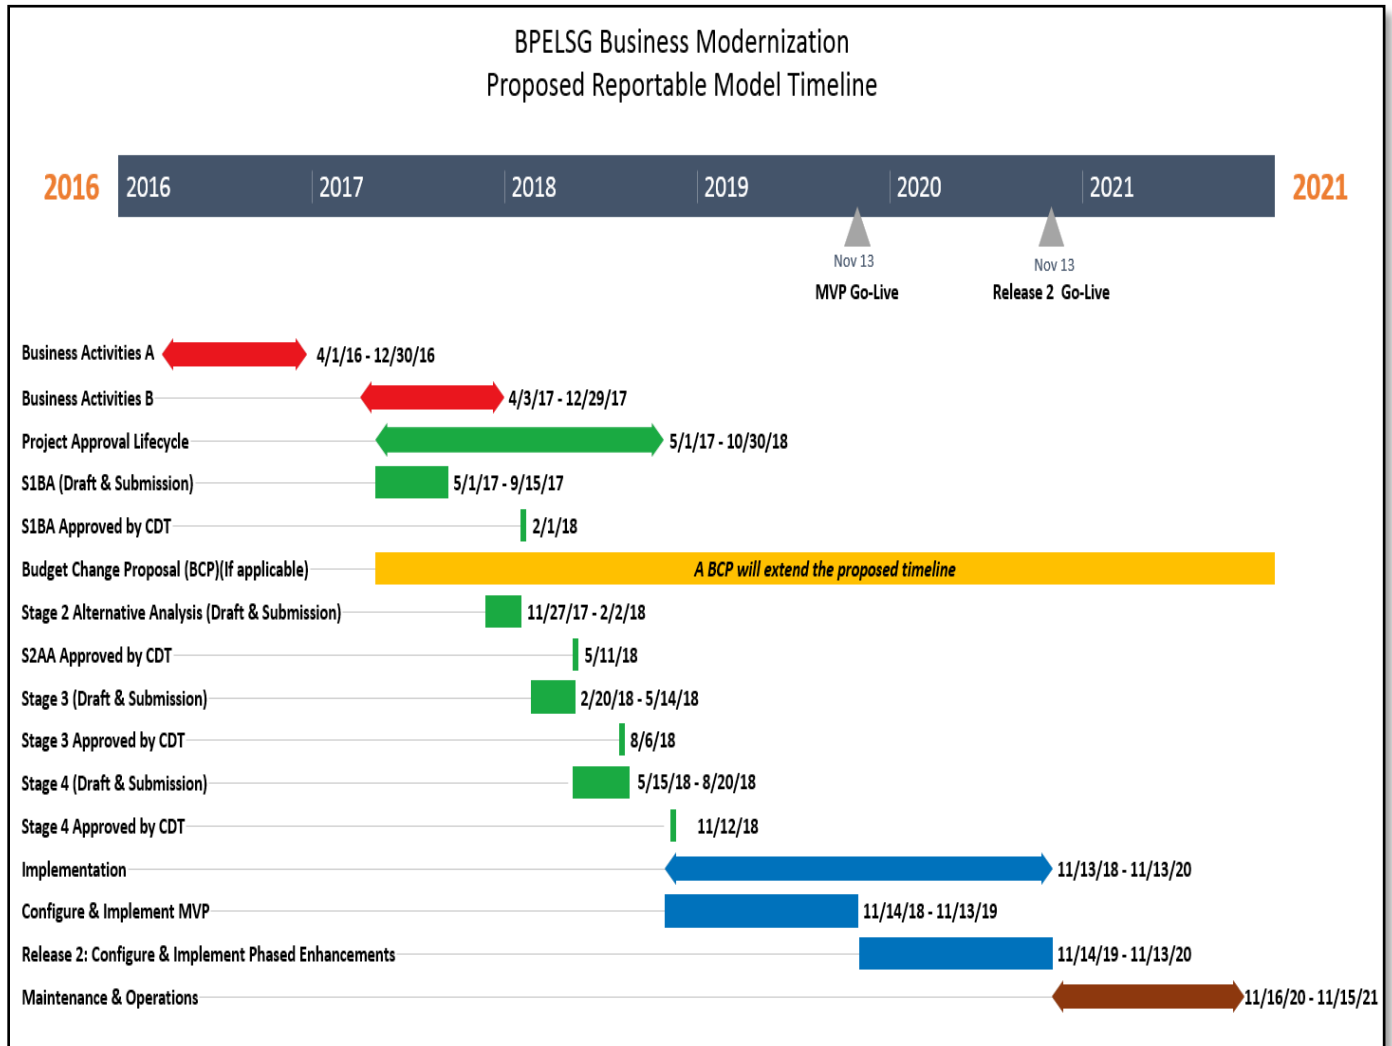 BPELSG Business Modernization
Proposed Reportable Model Timeline
2016 2016 2017 2018 2019 2020 2021 2021
Nov 13 Nov 13
MVP Go-Live Release 2 Go-Live
Business Activities A 4/1/16 - 12/30/16
Business Activities B 4/3/17 - 12/29/17
Project Approval Lifecycle 5/1/17 - 10/30/18
S1BA (Draft & Submission) 5/1/17 - 9/15/17
S1BA Approved by CDT 2/1/18
Budget Change Proposal (BCP)(If applicable) A BCP will extend the proposed timeline
Stage 2 Alternative Analysis (Draft & Submission) 11/27/17 - 2/2/18
S2AA Approved by CDT 5/11/18
Stage 3 (Draft & Submission) 2/20/18 - 5/14/18
Stage 3 Approved by CDT 8/6/18
Stage 4 (Draft & Submission) 5/15/18 - 8/20/18
Stage 4 Approved by CDT 11/12/18
Implementation 11/13/18 - 11/13/20
Configure & Implement MVP 11/14/18 - 11/13/19
Release 2: Configure & Implement Phased Enhancements 11/14/19 - 11/13/20
Maintenance & Operations 11/16/20 - 11/15/21